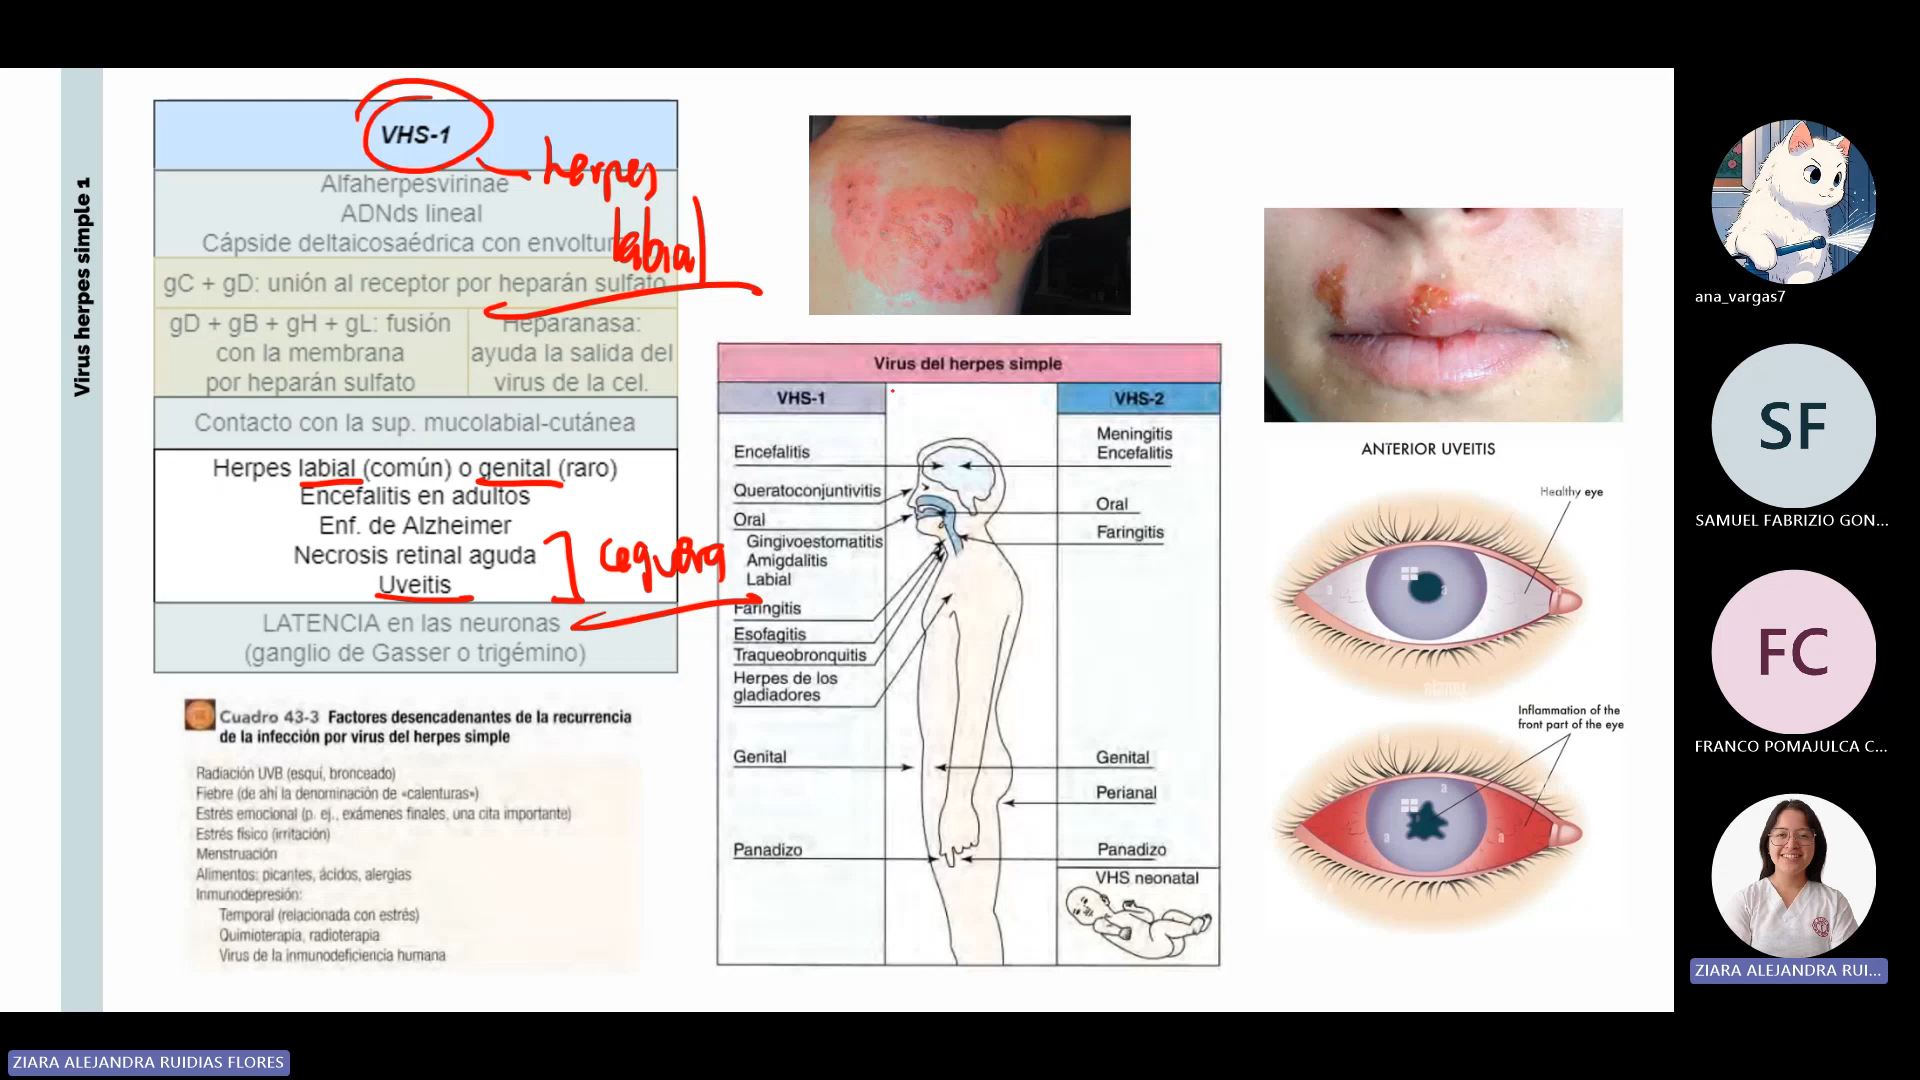 Virus herpes simple 1
VHS-1
herpes
labial
Alfaherpesvirinae
ADNds lineal
Cápside deltaicosaédrica con envoltur
gC + gD: unión al receptor por heparán sulfato
gD + gB + gH + gL: fusión
con la membrana
por heparán sulfato
Heparanasa:
ayuda la salida del
virus de la cel.
Contacto con la sup. mucolabial-cutánea
Herpes labial (común) o genital (raro)
Encefalitis en adultos
Enf. de Alzheimer
Necrosis retinal aguda
Uveitis
ceguera
LATENCIA en las neuronas
(ganglio de Gasser o trigémino)
Cuadro 43-3 Factores desencadenantes de la recurrencia
de la infección por virus del herpes simple
Radiación UVB (esquí, bronceado)
Fiebre (de ahí la denominación de «calenturas»)
Estrés emocional (p. ej., exámenes finales, una cita importante)
Estrés físico (irritación)
Menstruación
Alimentos: picantes, ácidos, alergias
Inmunodepresión:
Temporal (relacionada con estrés)
Quimioterapia, radioterapia
Virus de la inmunodeficiencia humana
Virus del herpes simple
VHS-1
Encefalitis
Queratoconjuntivitis
Oral
Gingivoestomatitis
Amigdalitis
Labial
Faringitis
Esofagitis
Traqueobronquitis
Herpes de los
gladiadores
Genital
Panadizo
VHS-2
Meningitis
Encefalitis
Oral
Faringitis
Genital
Perianal
Panadizo
VHS neonatal
ANTERIOR UVEITIS
Healthy eye
Inflammation of the
front part of the eye
a
a
a
a
a
ana_vargas7
SF
SAMUEL FABRIZIO GON...
FC
FRANCO POMAJULCA C...
ZIARA ALEJANDRA RUI...
ZIARA ALEJANDRA RUIDIAS FLORES